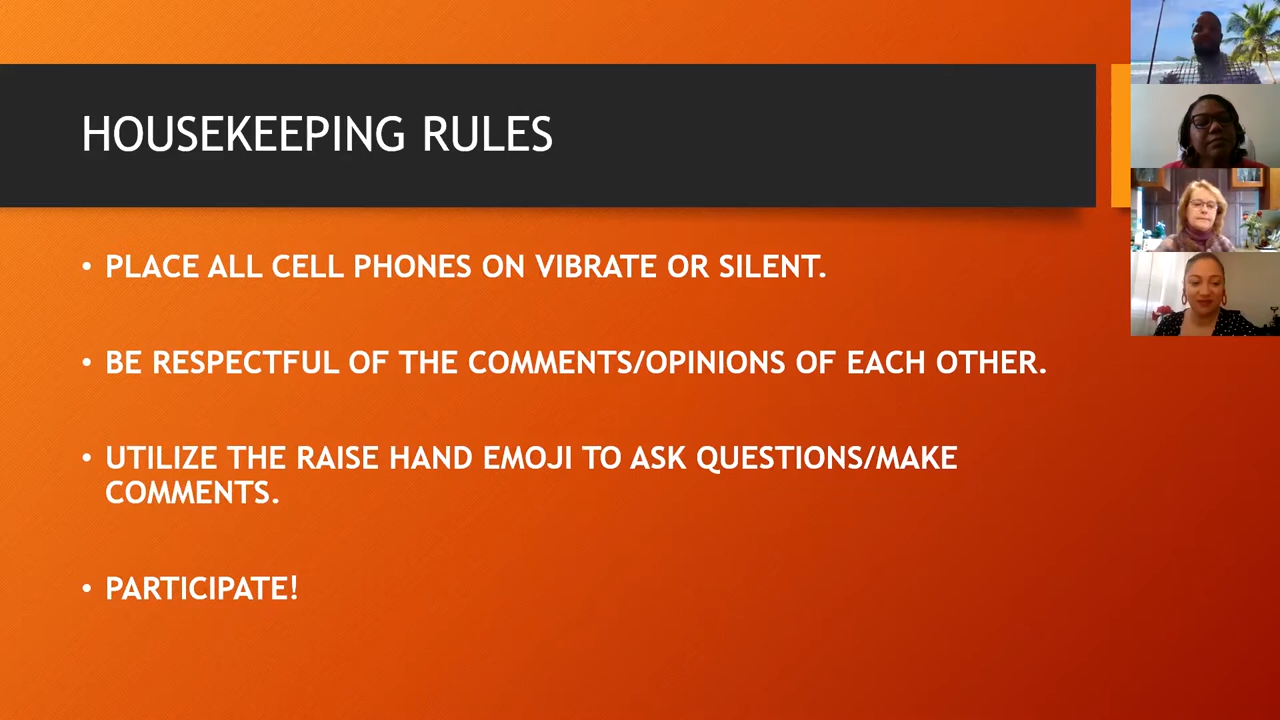 HOUSEKEEPING RULES
• PLACE ALL CELL PHONES ON VIBRATE OR SILENT.
• BE RESPECTFUL OF THE COMMENTS/OPINIONS OF EACH OTHER.
• UTILIZE THE RAISE HAND EMOJI TO ASK QUESTIONS/MAKE
COMMENTS.
• PARTICIPATE!